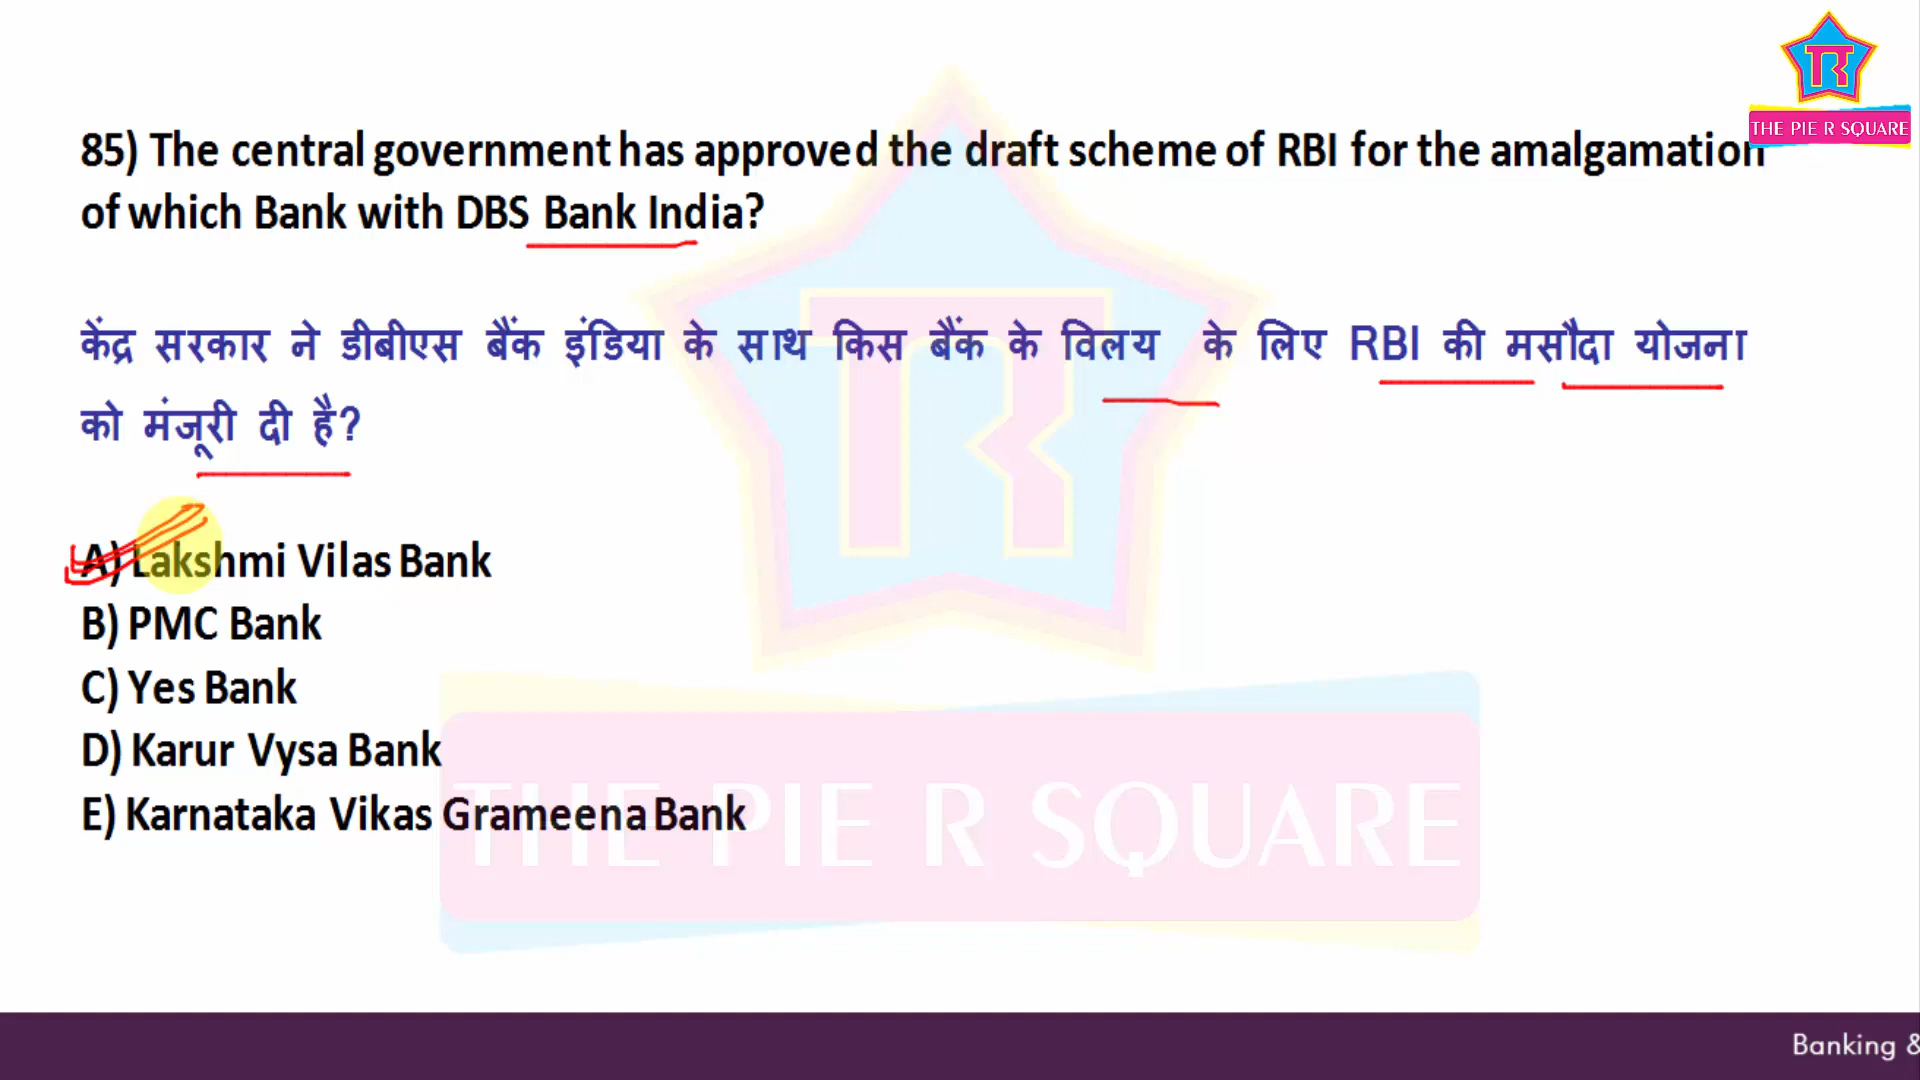 THE PIE R SQUARE
85) The central government has approved the draft scheme of RBI for the amalgamation
of which Bank with DBS Bank India?
केंद्र सरकार ने डीबीएस बैंक इंडिया के साथ किस बैंक के विलय के लिए RBI की मसौदा योजना
को मंजूरी दी है?
A) Lakshmi Vilas Bank
B) PMC Bank
C) Yes Bank
D) Karur Vysa Bank
E) Karnataka Vikas Grameena Bank
THE PIE R SQUARE
Banking &